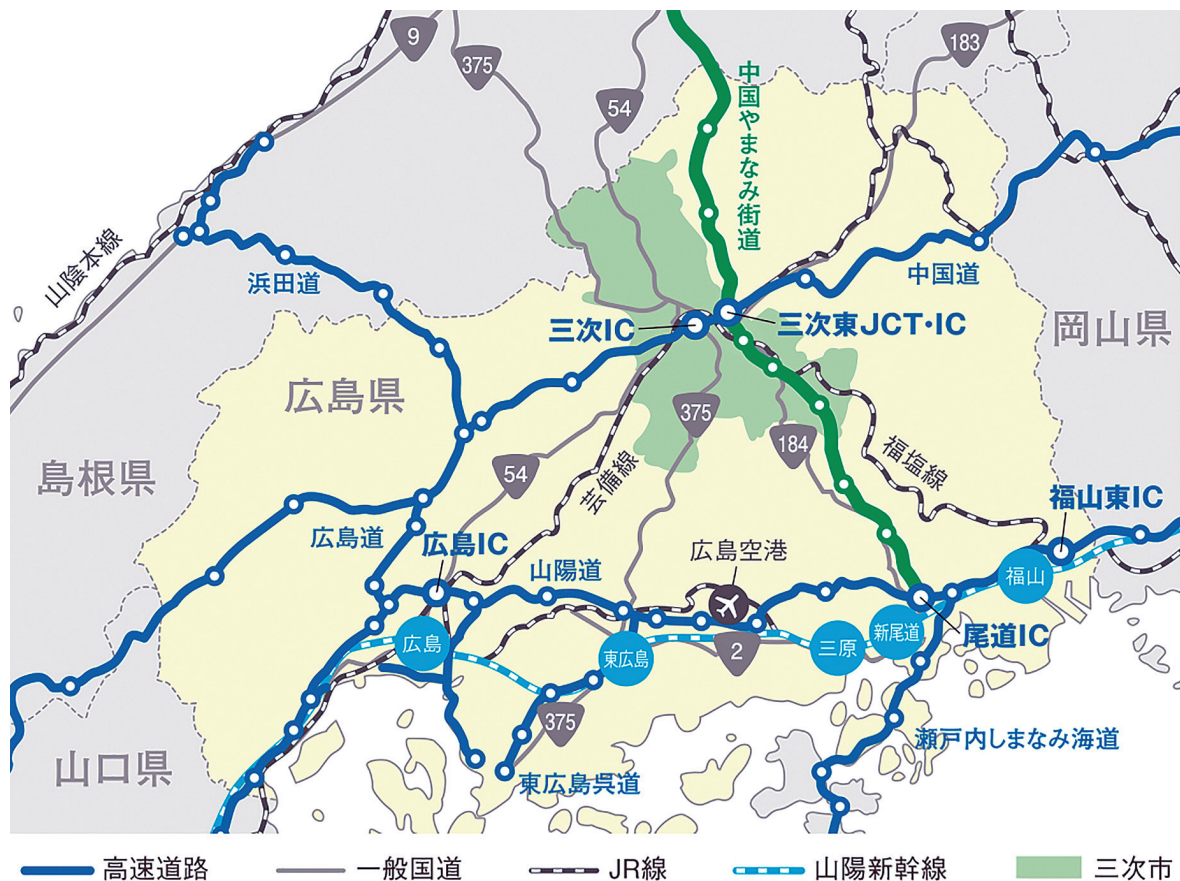 9
375
54
183
中国やまなみ街道
山陰本線
浜田道
中国道
三次IC
三次東JCT・IC
岡山県
広島県
375
島根県
54
184
芸備線
福塩線
福山東IC
広島道
広島IC
山陽道
広島空港
福山
広島
東広島
2
三原
新尾道
尾道IC
375
山口県
東広島呉道
瀬戸内しまなみ海道
高速道路
一般国道
JR線
山陽新幹線
三次市